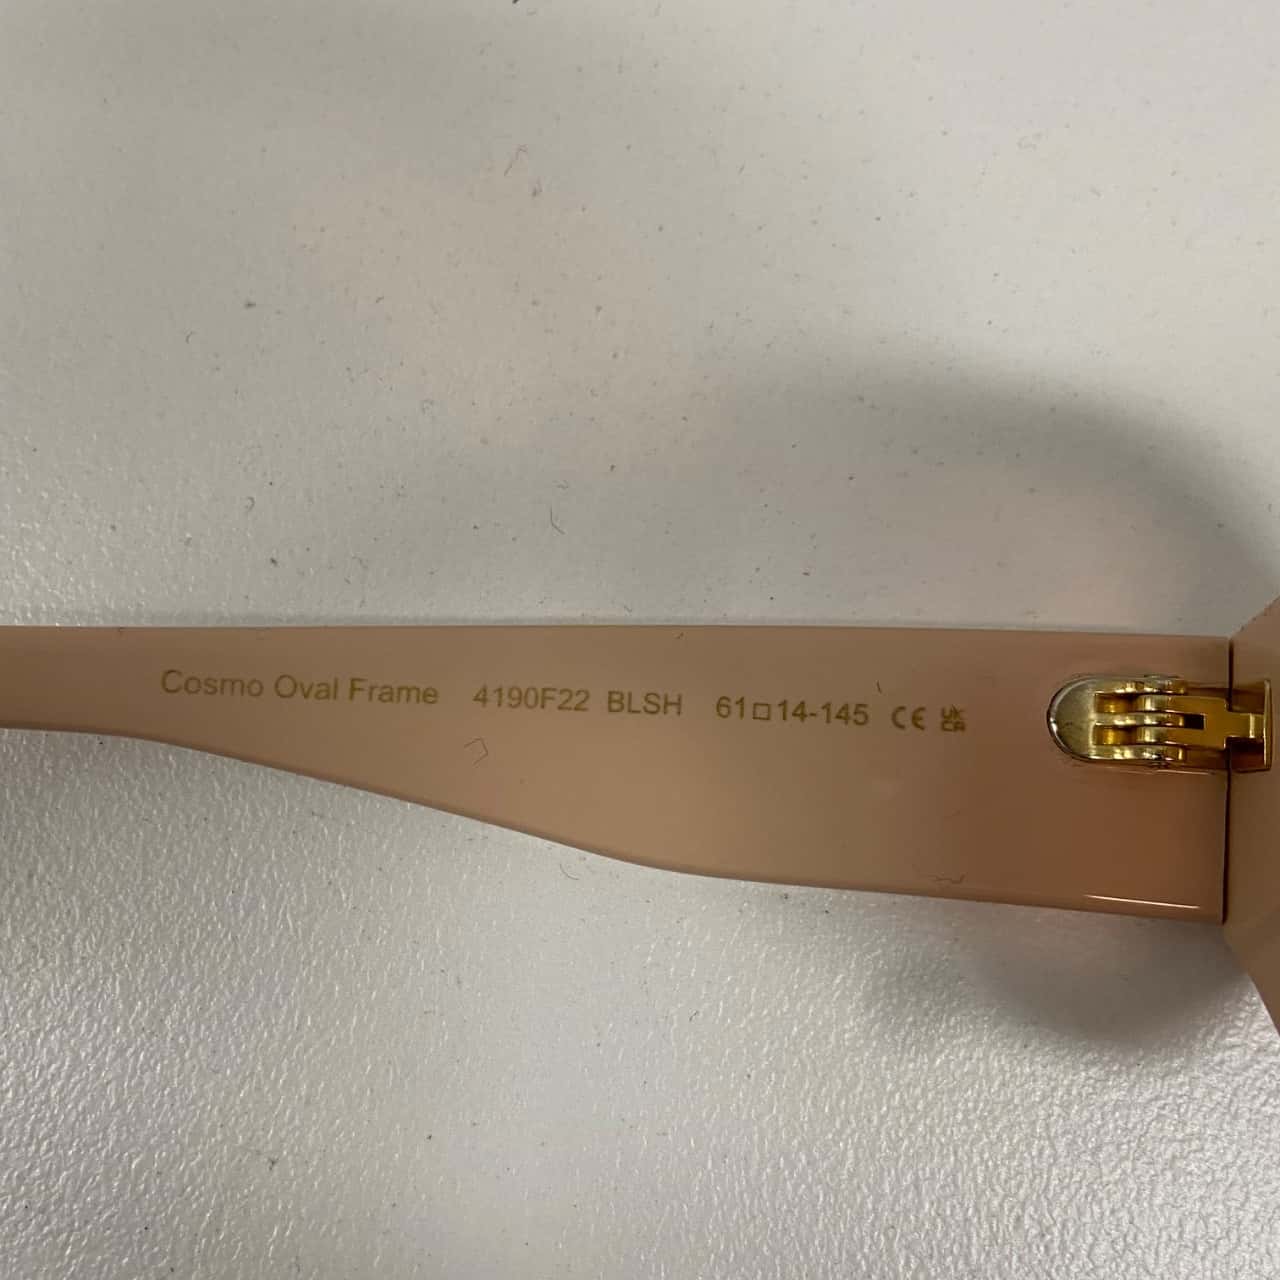 Cosmo Oval Frame 4190F22 BLSH 61□14-145 CE UKCA